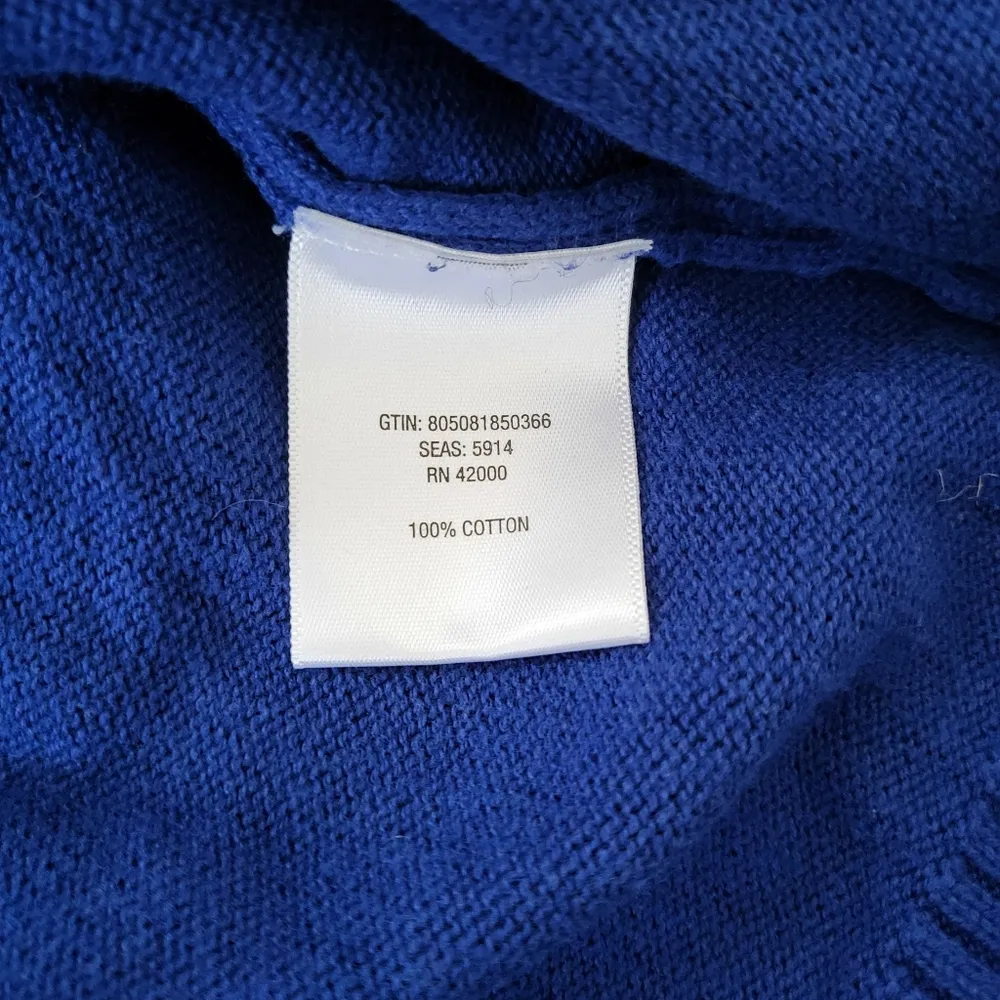 GTIN: 805081850366
SEAS: 5914
RN 42000
100% COTTON